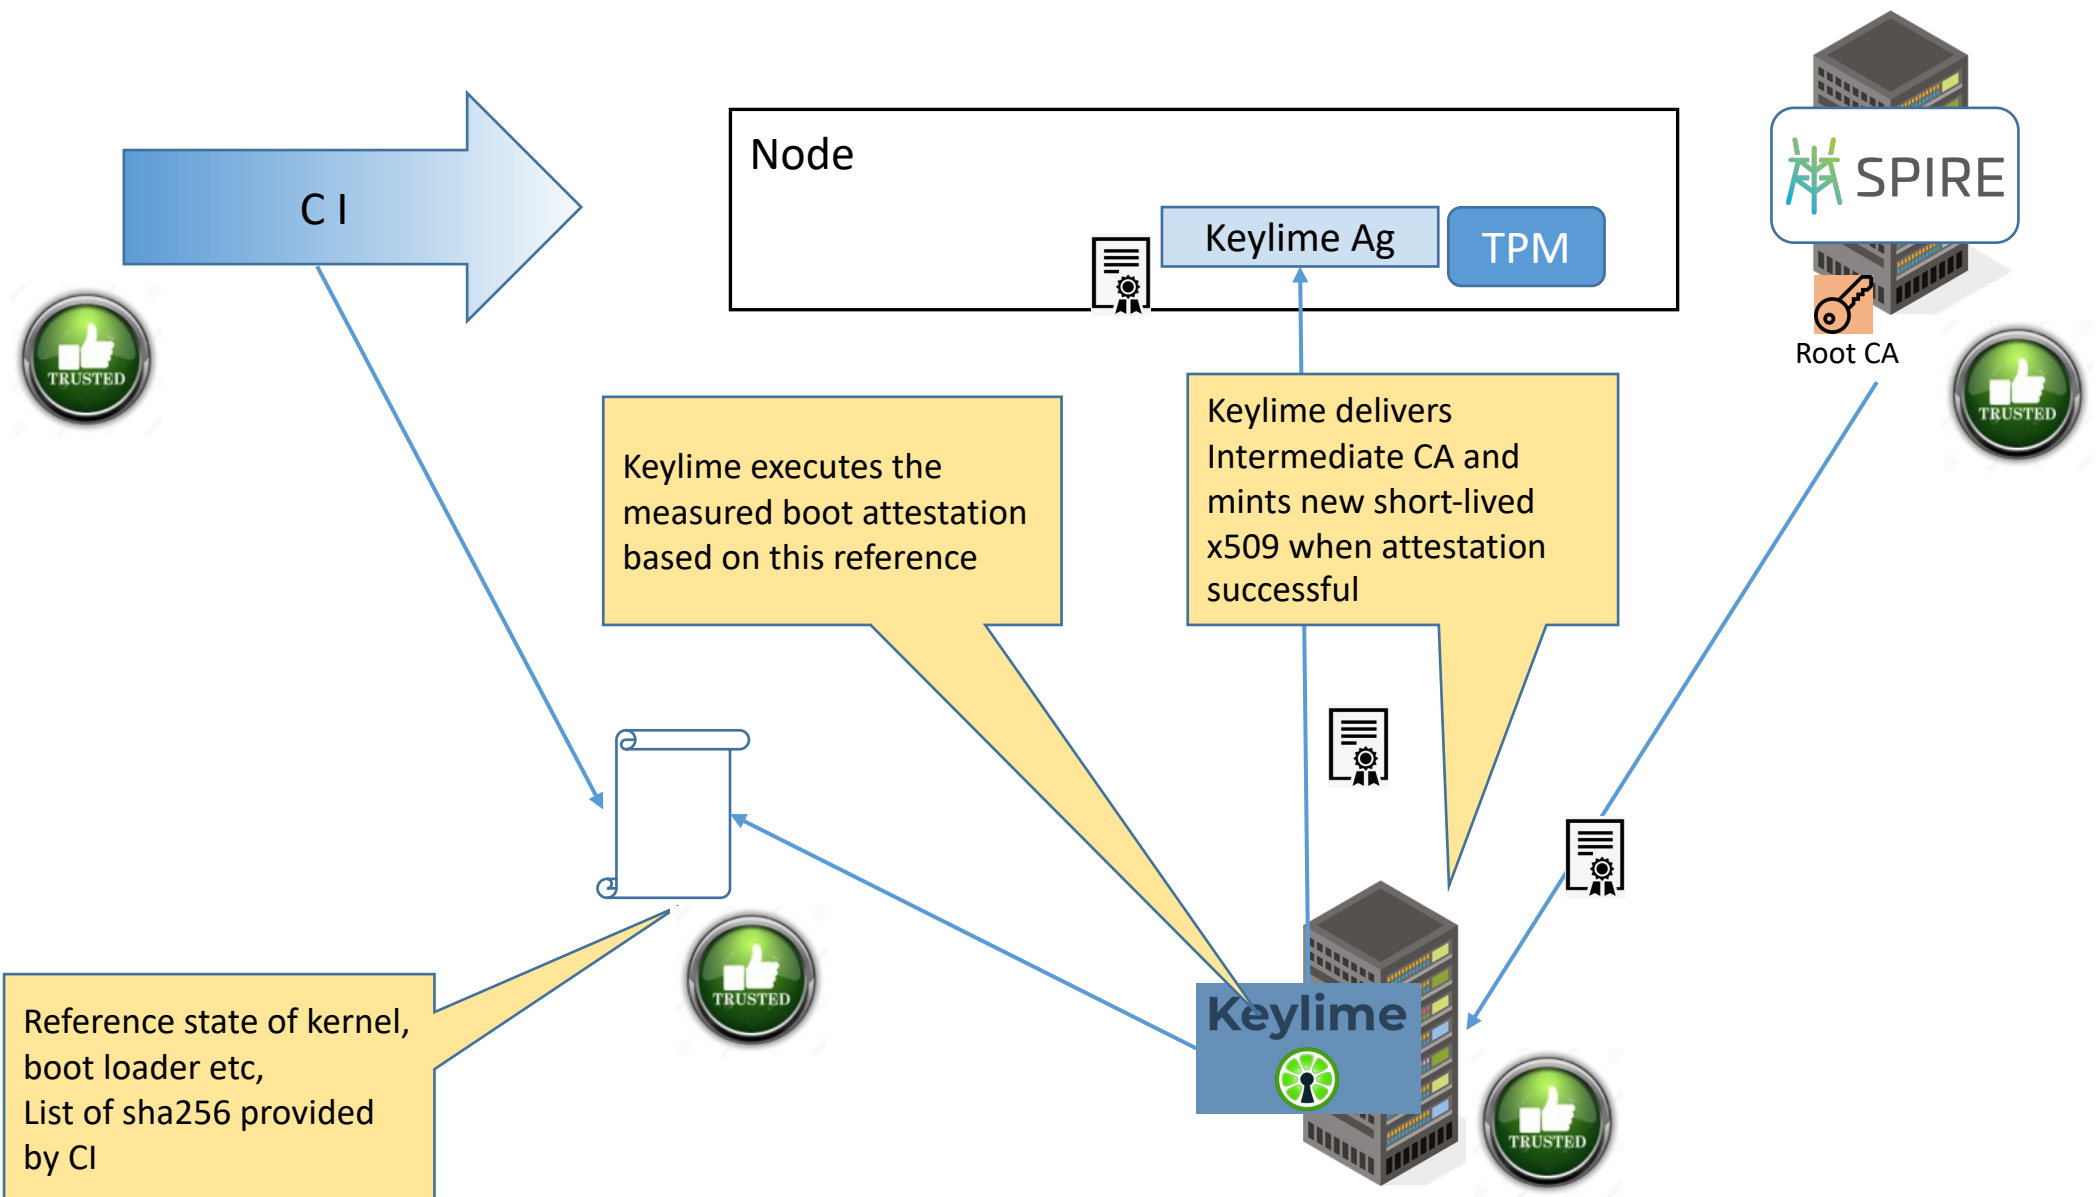 C I
Node
Keylime Ag
TPM
SPIRE
Root CA
TRUSTED
TRUSTED
Keylime executes the
measured boot attestation
based on this reference
Keylime delivers
Intermediate CA and
mints new short-lived
x509 when attestation
successful
TRUSTED
Reference state of kernel,
boot loader etc,
List of sha256 provided
by CI
Keylime
TRUSTED